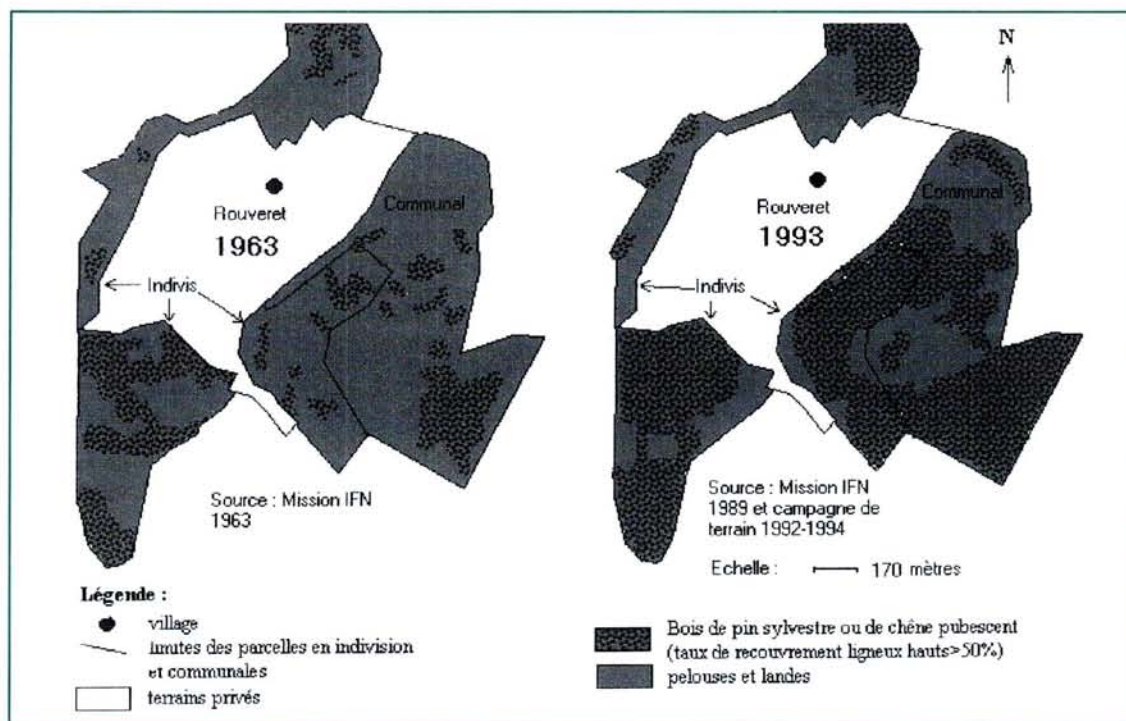 N
Rouveret
1963
Communal
Indivis
Source : Mission IFN
1963
Rouveret
1993
Communal
Indivis
Source : Mission IFN
1989 et campagne de
terrain 1992-1994
Echelle : 170 mètres
Légende :
village
limites des parcelles en indivision
et communales
terrains privés
Bois de pin sylvestre ou de chêne pubescent
(taux de recouvrement ligneux hauts>50%)
pelouses et landes